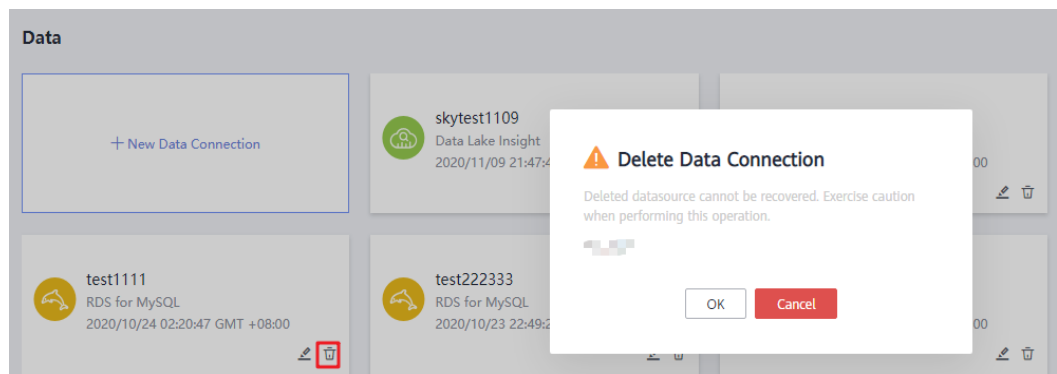 Data
+ New Data Connection
skytest1109
Data Lake Insight
2020/11/09 21:47:4
00
test1111
RDS for MySQL
2020/10/24 02:20:47 GMT +08:00
test222333
RDS for MySQL
2020/10/23 22:49:2
00
Delete Data Connection
Deleted datasource cannot be recovered. Exercise caution
when performing this operation.
OK
Cancel